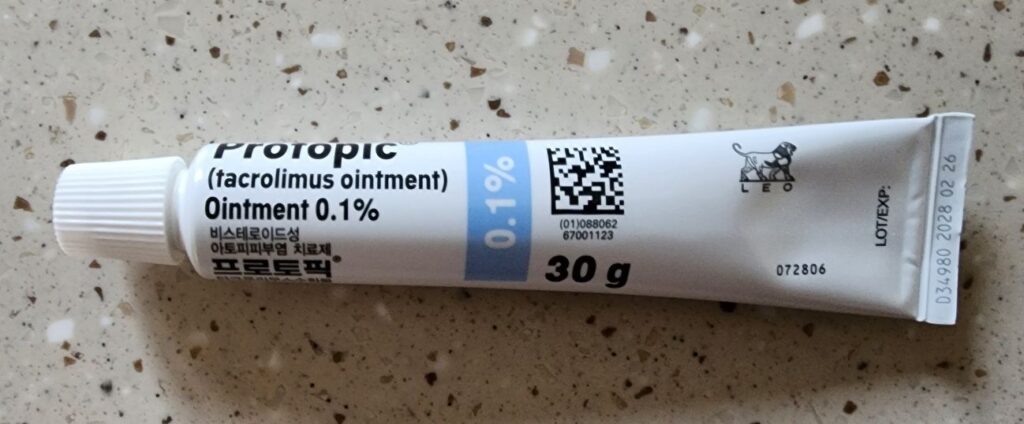 Protopic®
(tacrolimus ointment)
Ointment 0.1%
비스테로이드성
아토피피부염 치료제
프로토픽®
0.1%
(01)088062
67001123
30 g
LEO
072806
LOT/EXP:
034980 2028 02 26